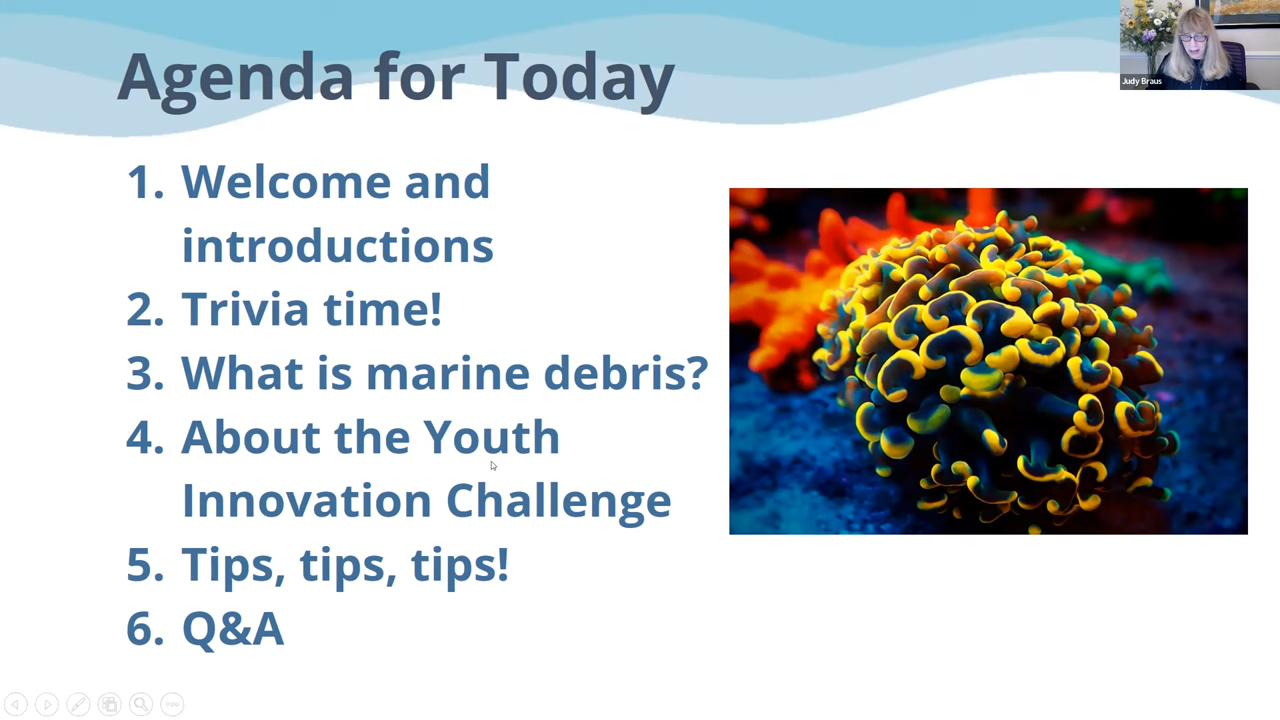 Agenda for Today
Judy Braus
1. Welcome and
introductions
2. Trivia time!
3. What is marine debris?
4. About the Youth
Innovation Challenge
5. Tips, tips, tips!
6. Q&A